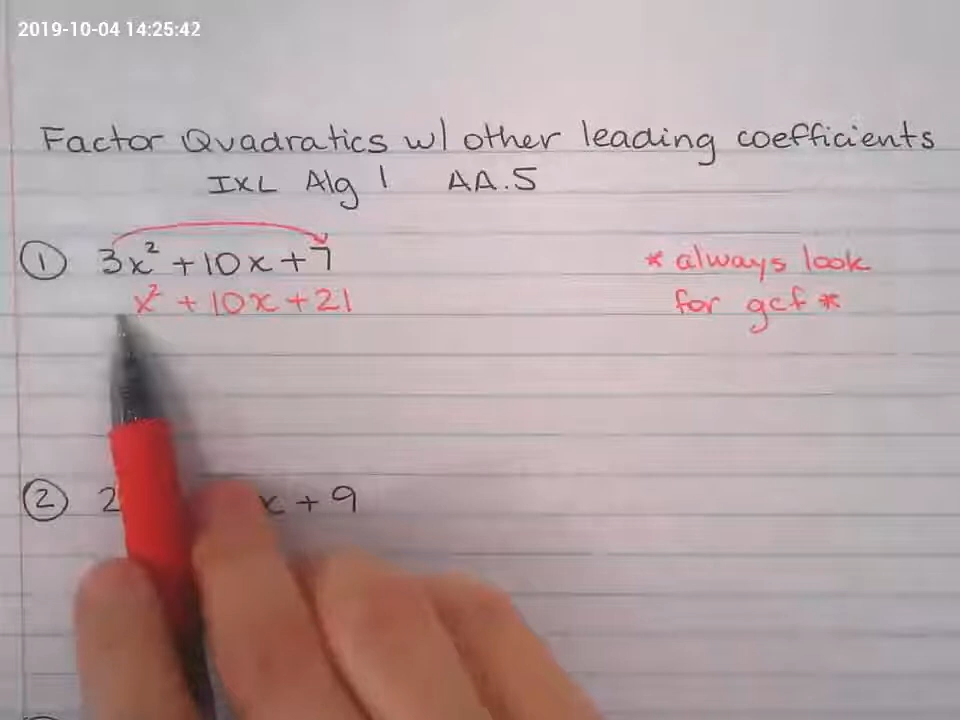 2019-10-04 14:25:42
Factor Quadratics w/ other leading coefficients
IXL Alg 1 AA.5
① 3x² + 10x + 7
x² + 10x + 21
* always look
for gcf *
② 2 x + 9